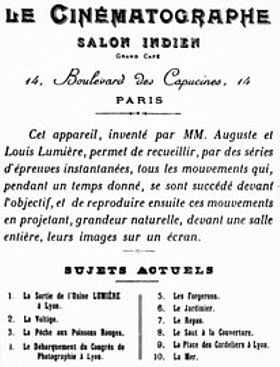 LE CINÉMATOGRAPHE
SALON INDIEN
GRAND CAFÉ
14, Boulevard des Capucines, 14
PARIS
Cet appareil, inventé par MM. Auguste et
Louis Lumière, permet de recueillir, par des séries
d'épreuves instantanées, tous les mouvements qui,
pendant un temps donné, se sont succédé devant
l'objectif, et de reproduire ensuite ces mouvements
en projetant, grandeur naturelle, devant une salle
entière, leurs images sur un écran.
SUJETS ACTUELS
1. La Sortie de l'Usine LUMIÈRE
à Lyon.
2. La Voltige.
3. La Pêche aux Poissons Rouges.
4. Le Débarquement du Congrès de
Photographie à Lyon.
5. Les Forgerons.
6. Le Jardinier.
7. Le Repas.
8. Le Saut à la Couverture.
9. La Place des Cordeliers à Lyon.
10. La Mer.